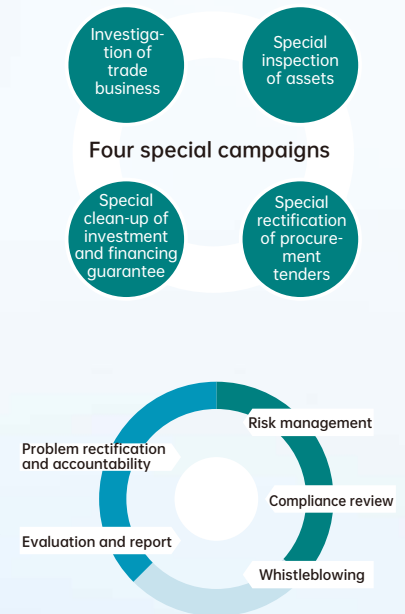 Investiga-
tion of
trade
business
Special
inspection
of assets
Four special campaigns
Special
clean-up of
investment
and financing
guarantee
Special
rectification
of procure-
ment
tenders
Risk management
Problem rectification
and accountability
Compliance review
Evaluation and report
Whistleblowing